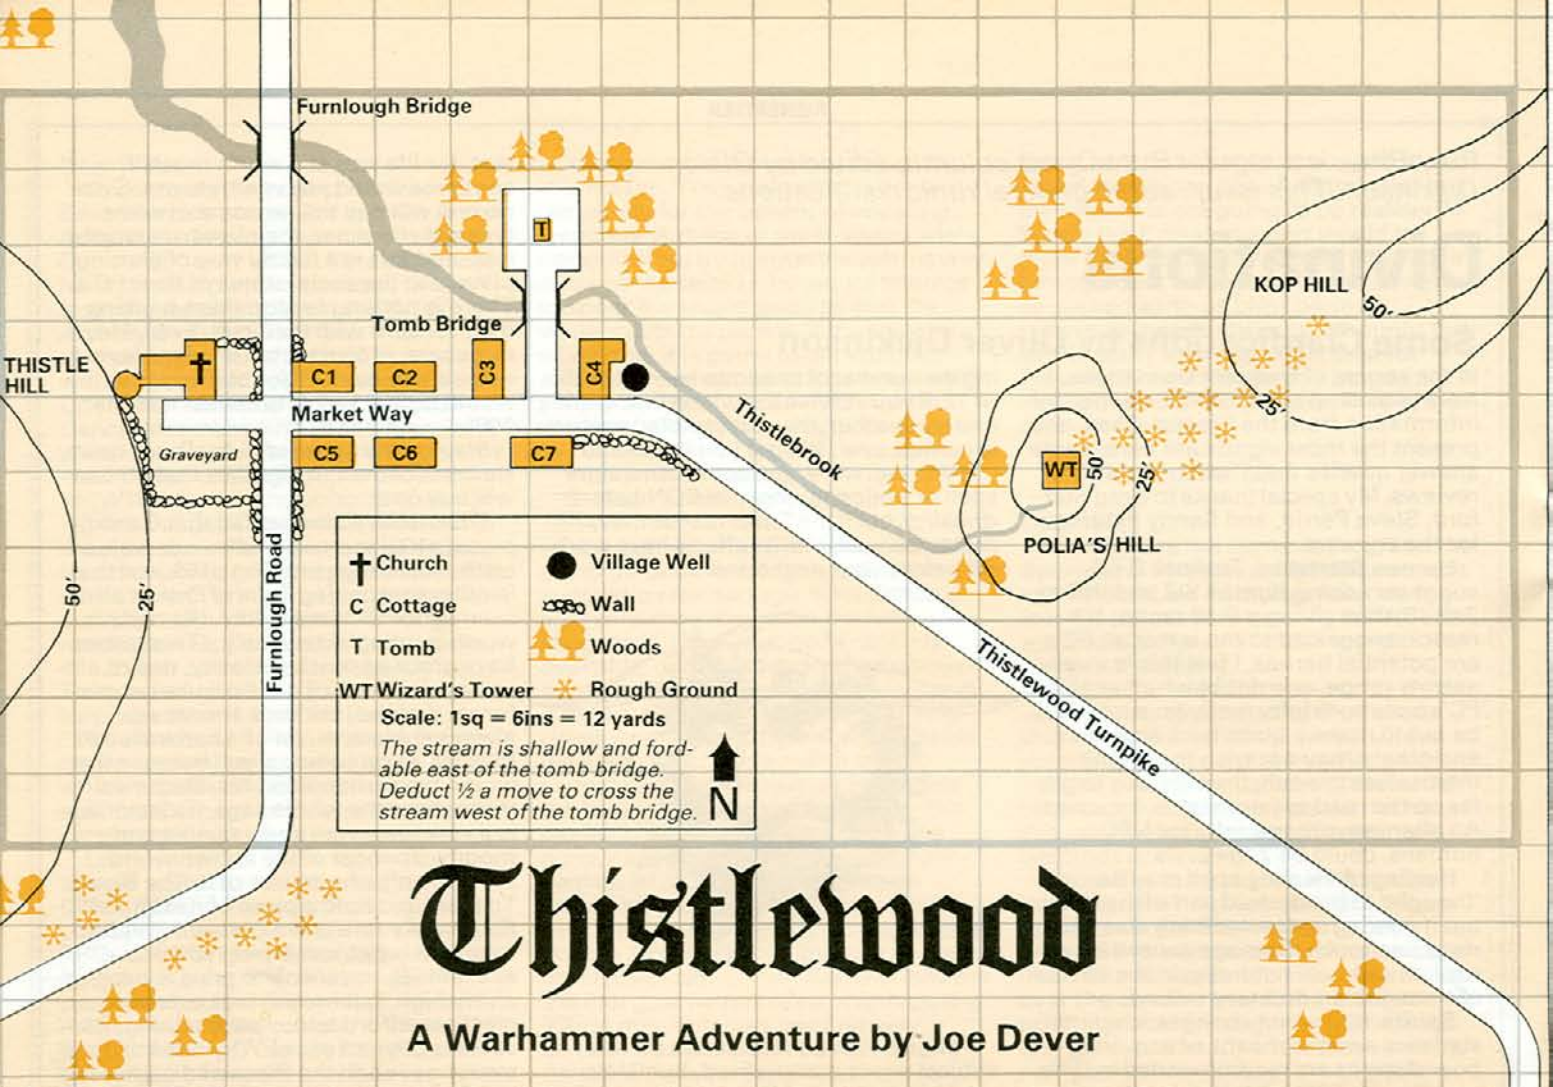 Furnlough Bridge
T
KOP HILL
50'
Tomb Bridge
THISTLE
HILL
C1
C2
C3
C4
25'
Market Way
Thistlebrook
Graveyard
C5
C6
C7
WT
50'
25'
POLIA'S HILL
50'
25'
Furnlough Road
Church
Village Well
C Cottage
Wall
T Tomb
Woods
WT Wizard's Tower
Rough Ground
Scale: 1sq = 6ins = 12 yards
The stream is shallow and ford-
able east of the tomb bridge.
Deduct ½ a move to cross the
stream west of the tomb bridge.
N
Thistlewood Turnpike
Thistlewood
A Warhammer Adventure by Joe Dever